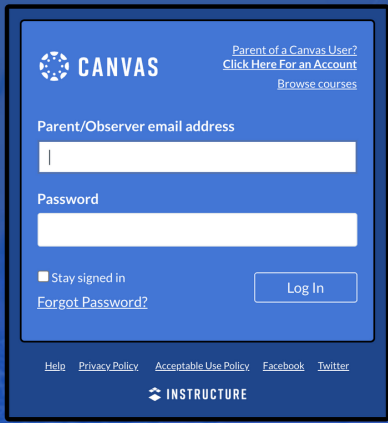 CANVAS
Parent of a Canvas User?
Click Here For an Account
Browse courses
Parent/Observer email address
Password
Stay signed in
Forgot Password?
Log In
Help Privacy Policy Acceptable Use Policy Facebook Twitter
INSTRUCTURE